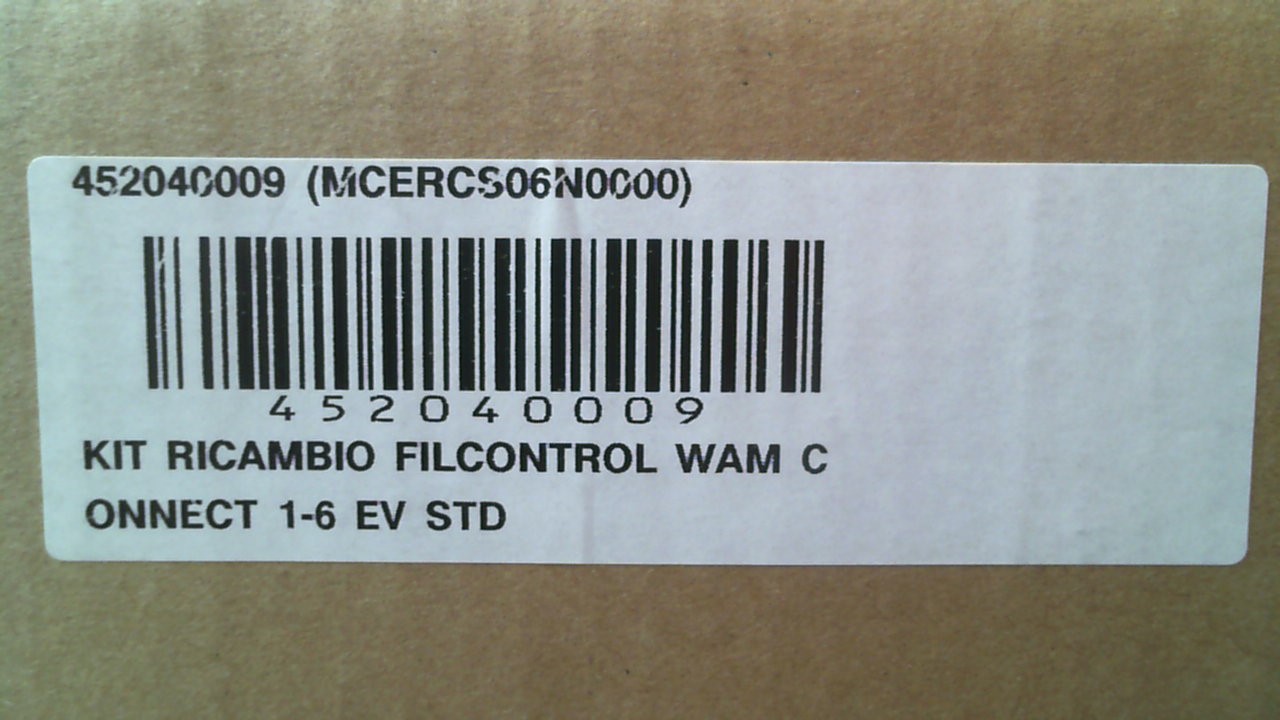 452040009 (MCERCS06N0000)
452040009
KIT RICAMBIO FILCONTROL WAM C
ONNECT 1-6 EV STD